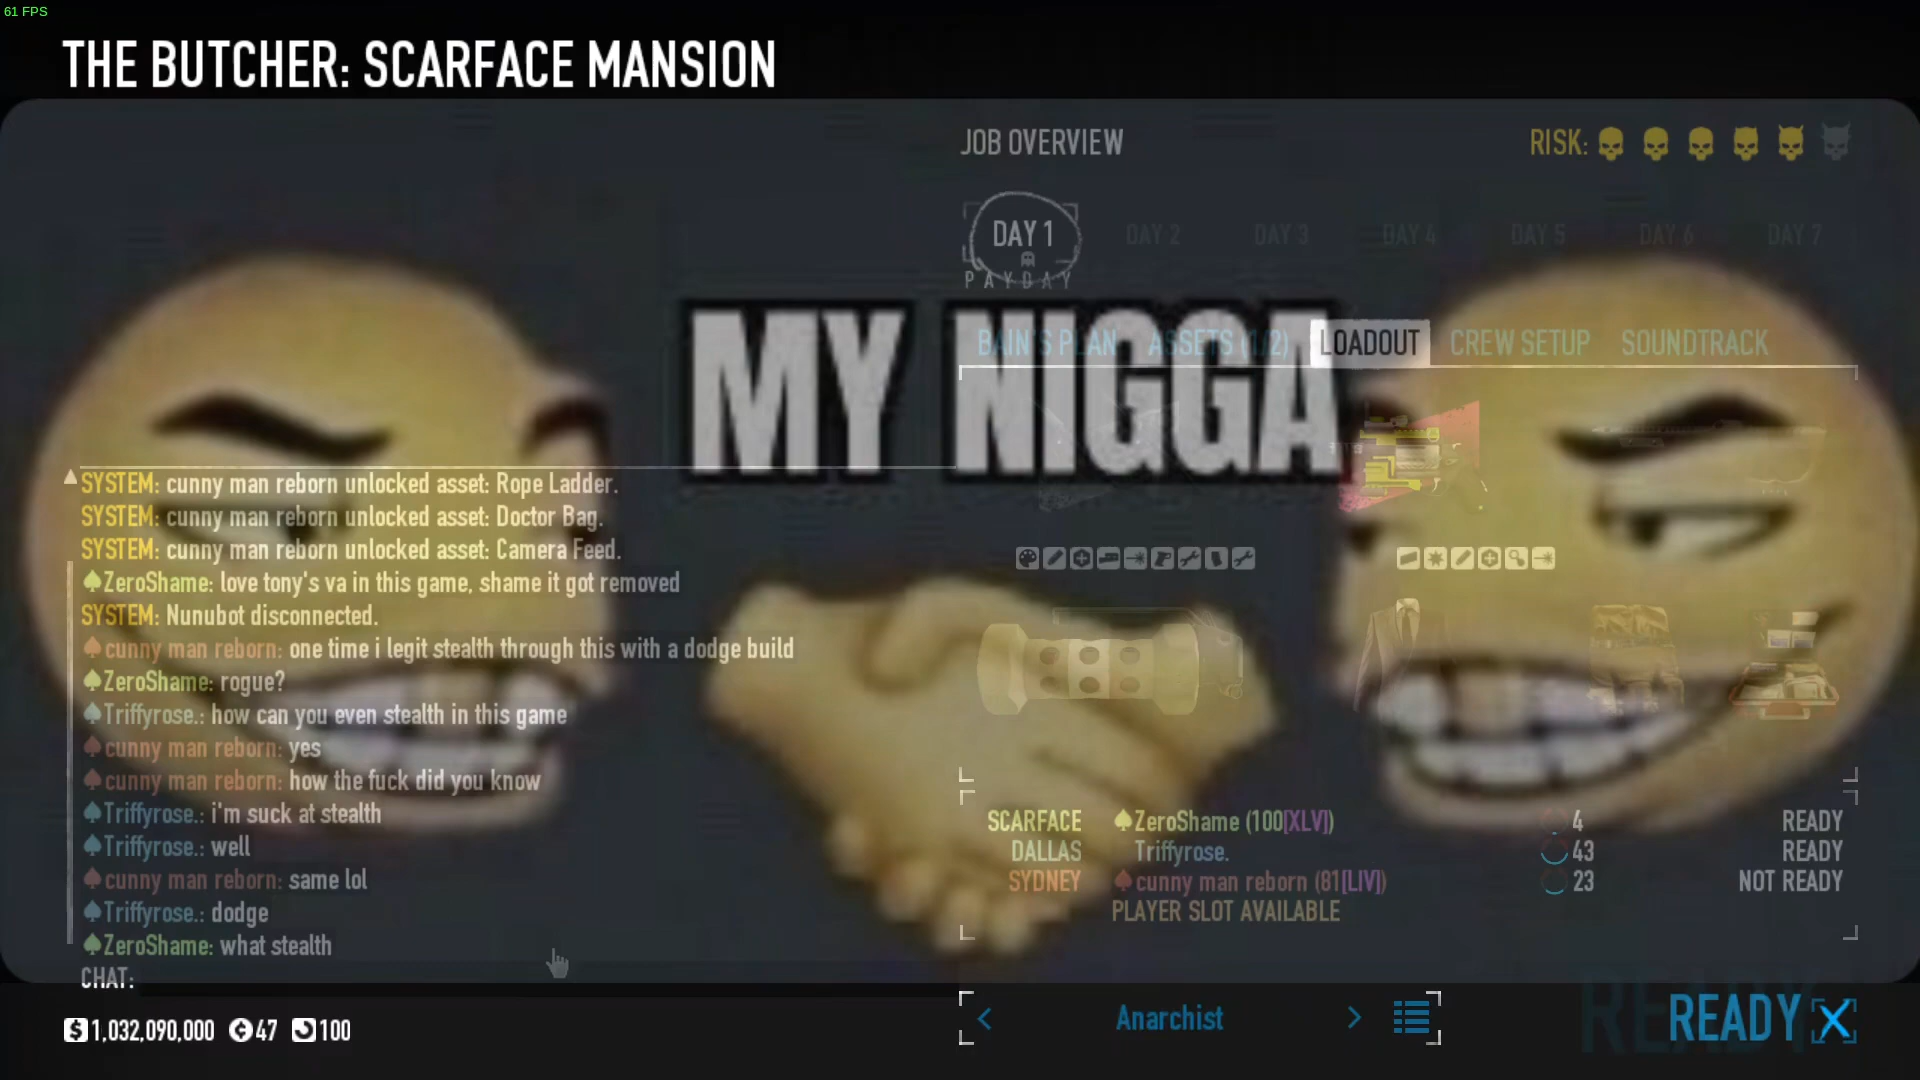 61 FPS
THE BUTCHER: SCARFACE MANSION
JOB OVERVIEW
RISK:
DAY 1
DAY 2
DAY 3
DAY 4
DAY 5
DAY 6
DAY 7
PAYDAY
MY NIGGA
BAIN'S PLAN
ASSETS (1/2)
LOADOUT
CREW SETUP
SOUNDTRACK
SYSTEM: cunny man reborn unlocked asset: Rope Ladder.
SYSTEM: cunny man reborn unlocked asset: Doctor Bag.
SYSTEM: cunny man reborn unlocked asset: Camera Feed.
ZeroShame: love tony's va in this game, shame it got removed
SYSTEM: Nunubot disconnected.
cunny man reborn: one time i legit stealth through this with a dodge build
ZeroShame: rogue?
Triffyrose.: how can you even stealth in this game
cunny man reborn: yes
cunny man reborn: how the fuck did you know
Triffyrose.: i'm suck at stealth
Triffyrose.: well
cunny man reborn: same lol
Triffyrose.: dodge
ZeroShame: what stealth
CHAT:
SCARFACE ZeroShame (100[XLV]) 4 READY
DALLAS Triffyrose. 43 READY
SYDNEY cunny man reborn (81[LIV]) 23 NOT READY
PLAYER SLOT AVAILABLE
1,032,090,000 47 100
Anarchist
READY
READY